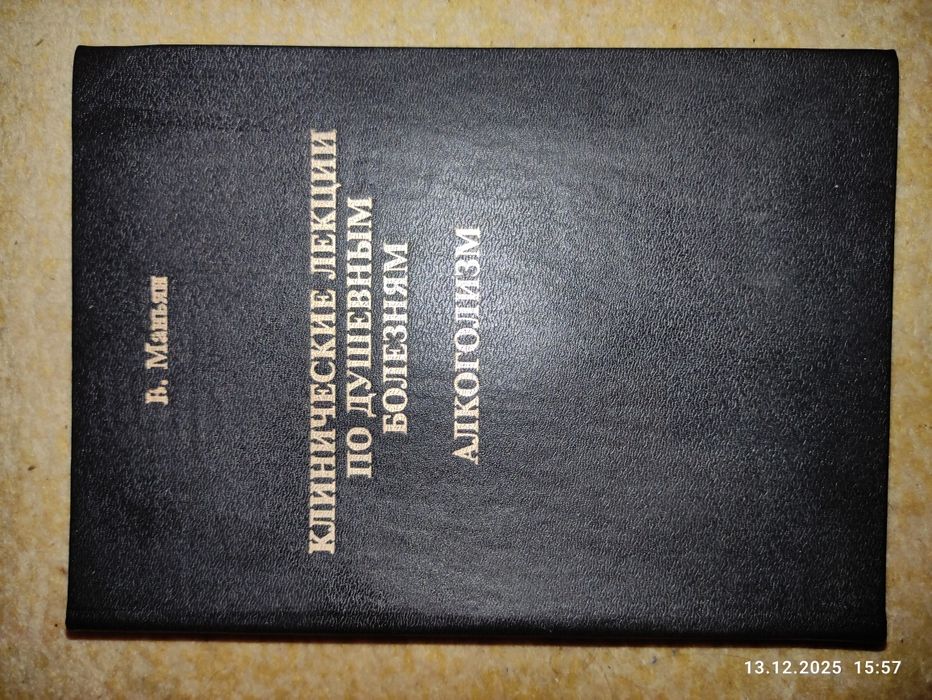 В. Маньян
КЛИНИЧЕСКИЕ ЛЕКЦИИ
ПО ДУШЕВНЫМ
БОЛЕЗНЯМ
АЛКОГОЛИЗМ
13.12.2025 15:57